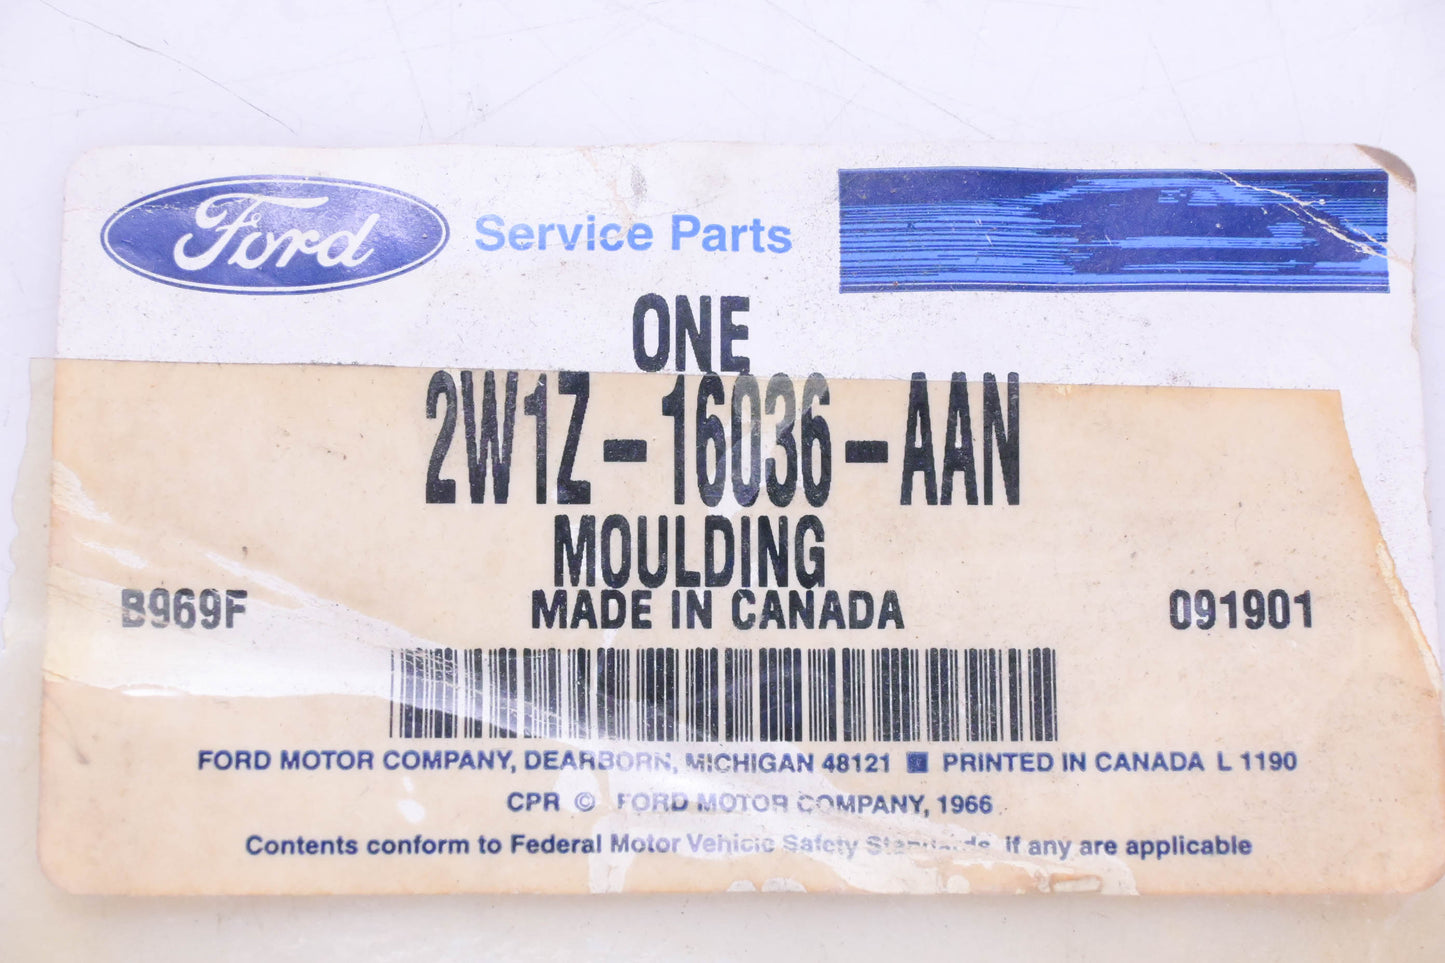 Ford Service Parts
ONE
2W1Z-16036-AAN
MOULDING
B969F MADE IN CANADA 091901
FORD MOTOR COMPANY, DEARBORN, MICHIGAN 48121 ■ PRINTED IN CANADA L 1190
CPR © FORD MOTOR COMPANY, 1966
Contents conform to Federal Motor Vehicle Safety Standards, if any are applicable